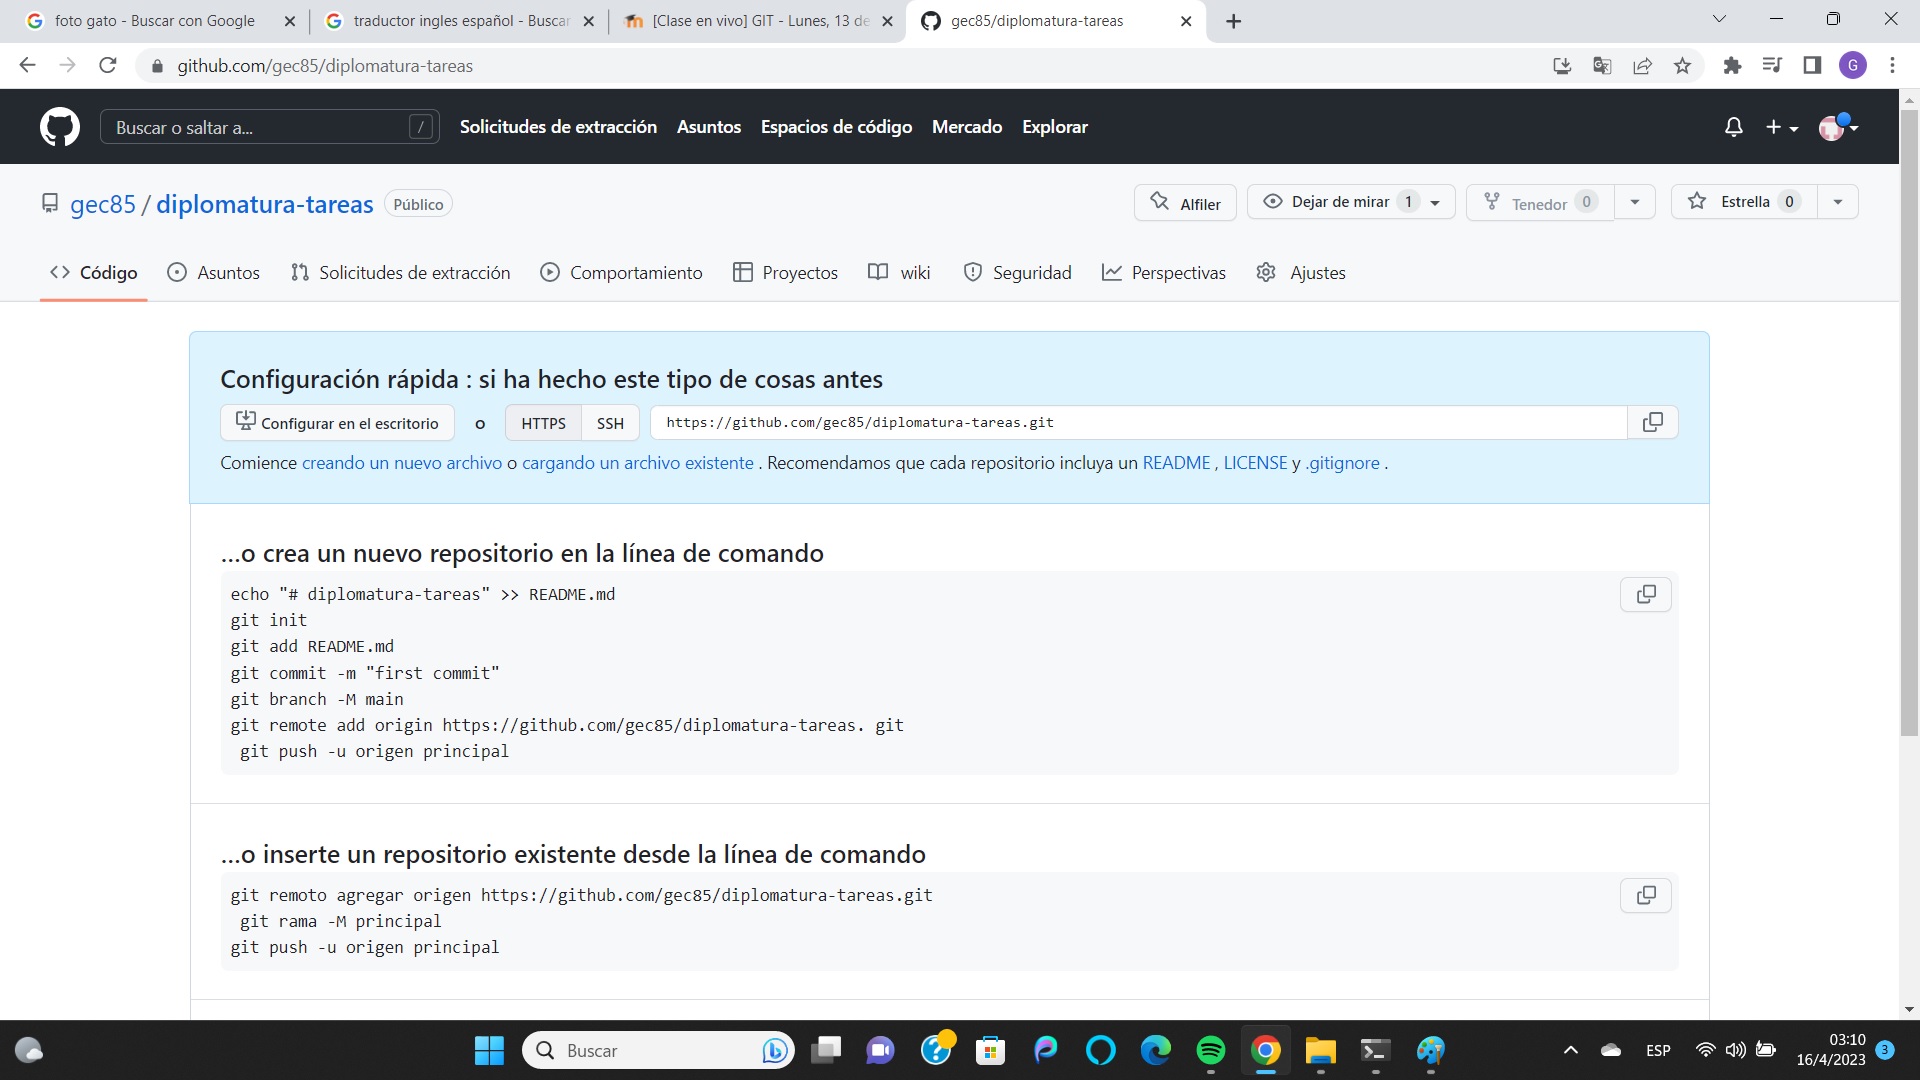 foto gato - Buscar con Google
traductor ingles español - Buscar
[Clase en vivo] GIT - Lunes, 13 de
gec85/diplomatura-tareas
github.com/gec85/diplomatura-tareas
G
Buscar o saltar a...
/
Solicitudes de extracción
Asuntos
Espacios de código
Mercado
Explorar
gec85 / diplomatura-tareas
Público
Alfiler
Dejar de mirar 1
Tenedor 0
Estrella 0
Código
Asuntos
Solicitudes de extracción
Comportamiento
Proyectos
wiki
Seguridad
Perspectivas
Ajustes
Configuración rápida : si ha hecho este tipo de cosas antes
Configurar en el escritorio
o
HTTPS
SSH
https://github.com/gec85/diplomatura-tareas.git
Comience creando un nuevo archivo o cargando un archivo existente . Recomendamos que cada repositorio incluya un README , LICENSE y .gitignore .
…o crea un nuevo repositorio en la línea de comando
echo "# diplomatura-tareas" >> README.md
git init
git add README.md
git commit -m "first commit"
git branch -M main
git remote add origin https://github.com/gec85/diplomatura-tareas. git
git push -u origen principal
…o inserte un repositorio existente desde la línea de comando
git remoto agregar origen https://github.com/gec85/diplomatura-tareas.git
git rama -M principal
git push -u origen principal
Buscar
ESP
03:10
16/4/2023
3